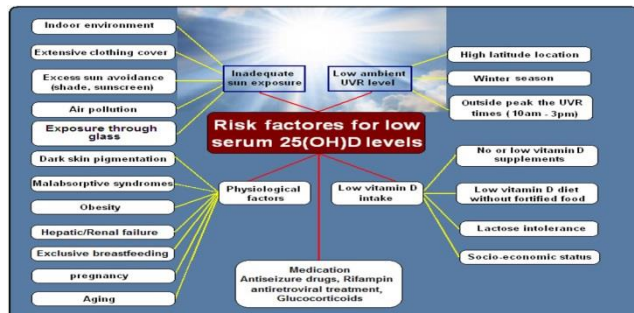 Indoor environment
Extensive clothing cover
Excess sun avoidance
(shade, sunscreen)
Air pollution
Exposure through
glass
Inadequate
sun exposure
Low ambient
UVR level
High latitude location
Winter season
Outside peak the UVR
times (10am - 3pm)
Risk factores for low
serum 25(OH)D levels
Dark skin pigmentation
Malabsorptive syndromes
Obesity
Hepatic/Renal failure
Exclusive breastfeeding
pregnancy
Aging
Physiological
factors
Low vitamin D
intake
No or low vitamin D
supplements
Low vitamin D diet
without fortified food
Lactose intolerance
Socio-economic status
Medication
Antiseizure drugs, Rifampin
antiretroviral treatment,
Glucocorticoids